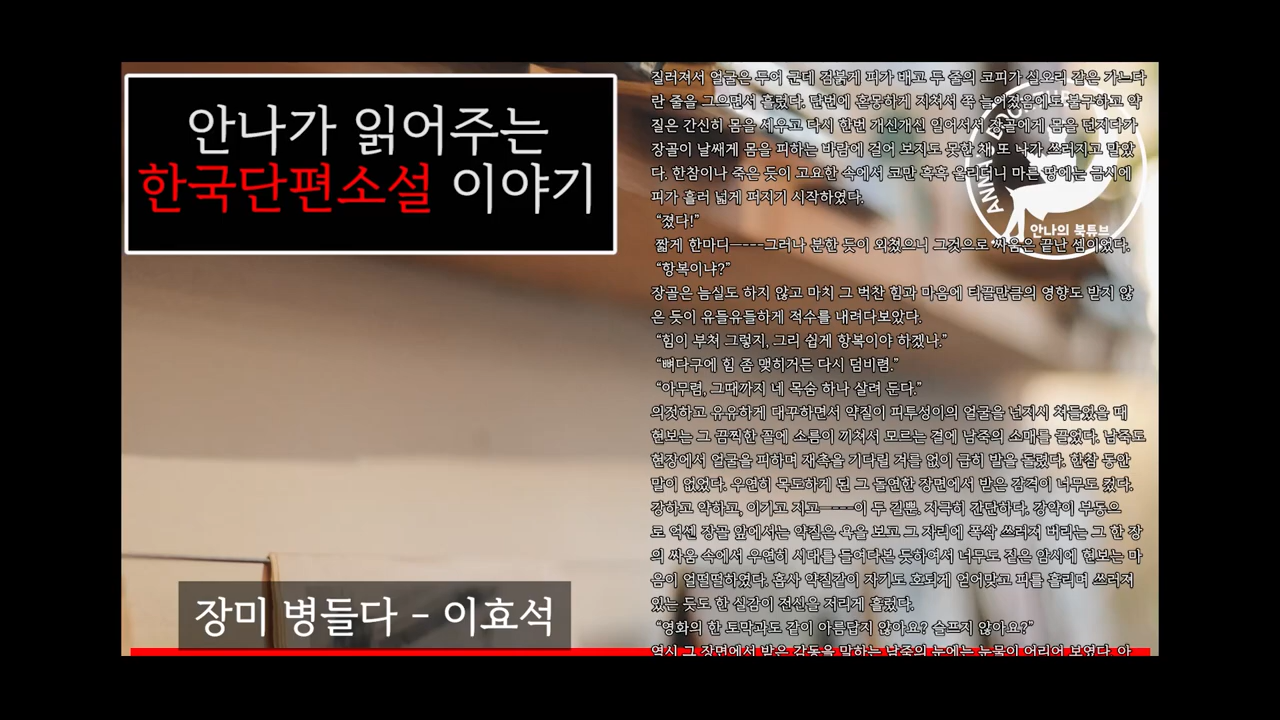 안나가 읽어주는
한국단편소설 이야기
장미 병들다 - 이효석
질러져서 얼굴은 두어 군데 검붉게 피가 배고 두 줄의 코피가 실오리 같은 가느다
란 줄을 그으면서 흘렀다. 단번에 혼몽하게 지쳐서 쭉 늘어졌음에도 불구하고 약
질은 간신히 몸을 세우고 다시 한번 개신개신 일어서서 장골에게 몸을 던지다가
장골이 날쌔게 몸을 피하는 바람에 걸어 보지도 못한 채 또 나가 쓰러지고 말았
다. 한참이나 죽은 듯이 고요한 속에서 코만 흑흑 울리더니 마른 땅에는 금시에
피가 흘러 넓게 퍼지기 시작하였다.
“졌다!”
짧게 한마디─---그러나 분한 듯이 외쳤으니 그것으로 싸움은 끝난 셈이었다.
“항복이냐?”
장골은 늠실도 하지 않고 마치 그 벅찬 힘과 마음에 티끌만큼의 영향도 받지 않
은 듯이 유들유들하게 적수를 내려다보았다.
“힘이 부쳐 그렇지, 그리 쉽게 항복이야 하겠나.”
“뼈다구에 힘 좀 맺히거든 다시 덤비렴.”
“아무렴, 그때까지 네 목숨 하나 살려 둔다.”
의젓하고 유유하게 대꾸하면서 약질이 피투성이의 얼굴을 넌지시 쳐들었을 때
현보는 그 끔찍한 꼴에 소름이 끼쳐서 모르는 결에 남죽의 소매를 끌었다. 남죽도
현장에서 얼굴을 피하며 재촉을 기다릴 겨를 없이 급히 발을 돌렸다. 한참 동안
말이 없었다. 우연히 목도하게 된 그 돌연한 장면에서 받은 감격이 너무도 컸다.
강하고 약하고, 이기고 지고─---이 두 길뿐. 지극히 간단하다. 강약이 부동으
로 억센 장골 앞에서는 약질은 욕을 보고 그 자리에 폭삭 쓰러져 버리는 그 한 장
의 싸움 속에서 우연히 시대를 들여다본 듯하여서 너무도 짙은 암시에 현보는 마
음이 얼떨떨하였다. 흡사 약질같이 자기도 호되게 얻어맞고 피를 흘리며 쓰러져
있는 듯도 한 실감이 전신을 저리게 흘렀다.
“영화의 한 토막과도 같이 아름답지 않아요? 슬프지 않아요?”
역시 그 장면에서 받은 감동을 말하는 남죽의 눈에는 눈물이 어리어 보였다. 아
안나의 북튜브